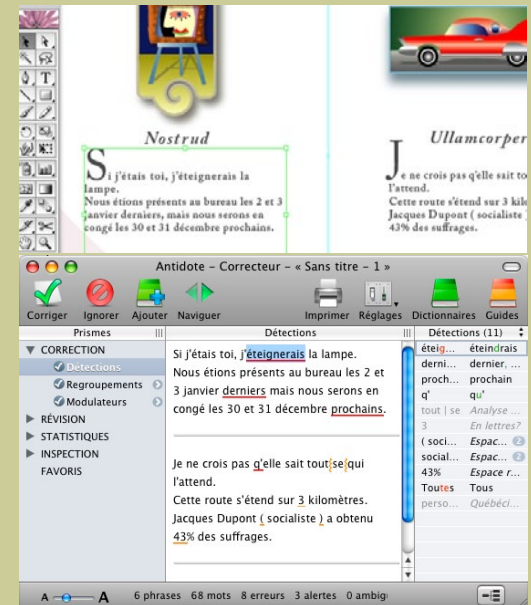 Nostrud
Si j'étais toi, j'éteignerais la
lampe.
Nous étions présents au bureau les 2 et 3
janvier derniers, mais nous serons en
congé les 30 et 31 décembre prochains.
Ullamcorper
Je ne crois pas q'elle sait to
l'attend.
Cette route s'étend sur 3 kil
Jacques Dupont ( socialiste )
43% des suffrages.
Antidote – Correcteur – « Sans titre – 1 »
Corriger Ignorer Ajouter Naviguer Imprimer Réglages Dictionnaires Guides
Prismes Détections Détections (11)
CORRECTION
Détections
Regroupements
Modulateurs
RÉVISION
STATISTIQUES
INSPECTION
FAVORIS
Si j'étais toi, j'éteignerais la lampe.
Nous étions présents au bureau les 2 et
3 janvier derniers mais nous serons en
congé les 30 et 31 décembre prochains.
Je ne crois pas q'elle sait tout se qui
l'attend.
Cette route s'étend sur 3 kilomètres.
Jacques Dupont ( socialiste ) a obtenu
43% des suffrages.
éteig... éteindrais
derni... dernier, ...
proch... prochain
q' qu'
tout | se Analyse ...
3 En lettres?
( soci... Espac... 2
social... Espac... 2
43% Espace r...
Toutes Tous
perso... Québéci...
A A 6 phrases 68 mots 8 erreurs 3 alertes 0 ambig